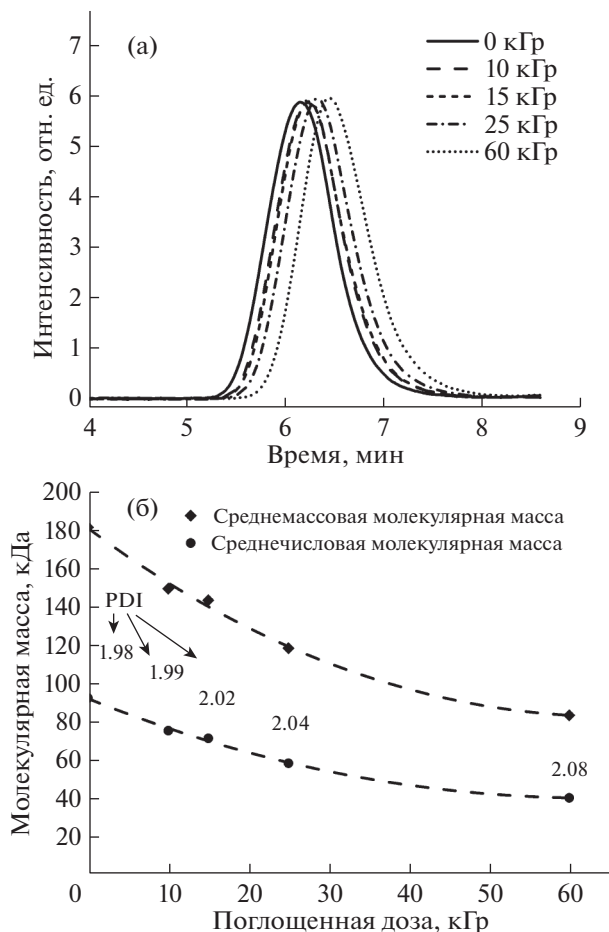 (а)
0 кГр
10 кГр
15 кГр
25 кГр
60 кГр
Интенсивность, отн. ед.
7
6
5
4
3
2
1
0
4 5 6 7 8 9
Время, мин
(б)
Среднемассовая молекулярная масса
Среднечисловая молекулярная масса
Молекулярная масса, кДа
200
180
160
140
120
100
80
60
40
20
PDI
1.98
1.99
2.02
2.04
2.08
0 10 20 30 40 50 60
Поглощенная доза, кГр